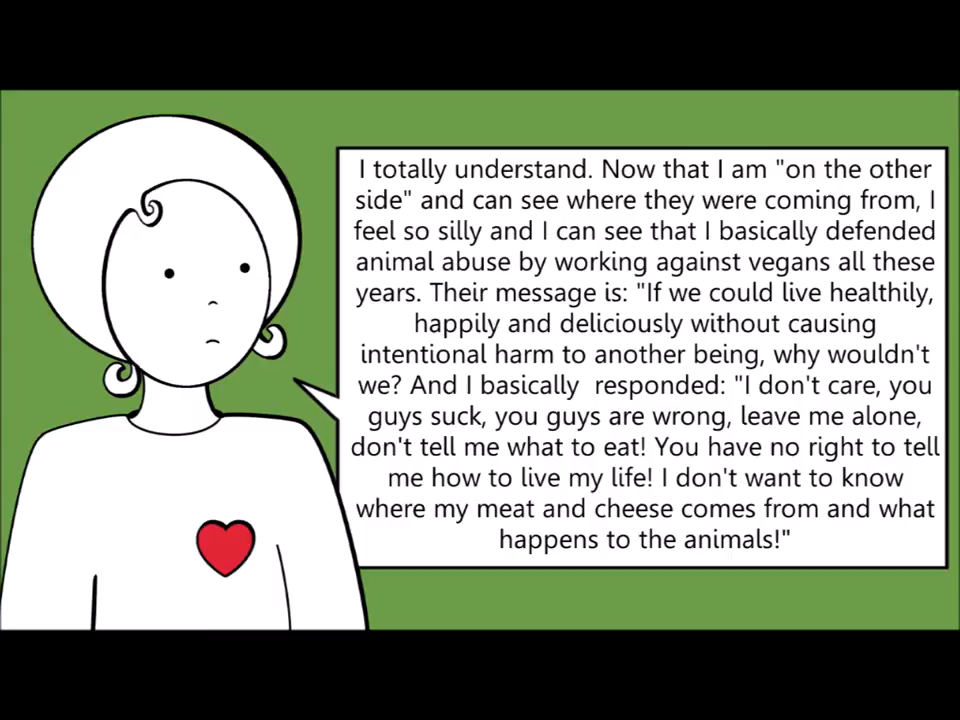 I totally understand. Now that I am "on the other
side" and can see where they were coming from, I
feel so silly and I can see that I basically defended
animal abuse by working against vegans all these
years. Their message is: "If we could live healthily,
happily and deliciously without causing
intentional harm to another being, why wouldn't
we? And I basically  responded: "I don't care, you
guys suck, you guys are wrong, leave me alone,
don't tell me what to eat! You have no right to tell
me how to live my life! I don't want to know
where my meat and cheese comes from and what
happens to the animals!"